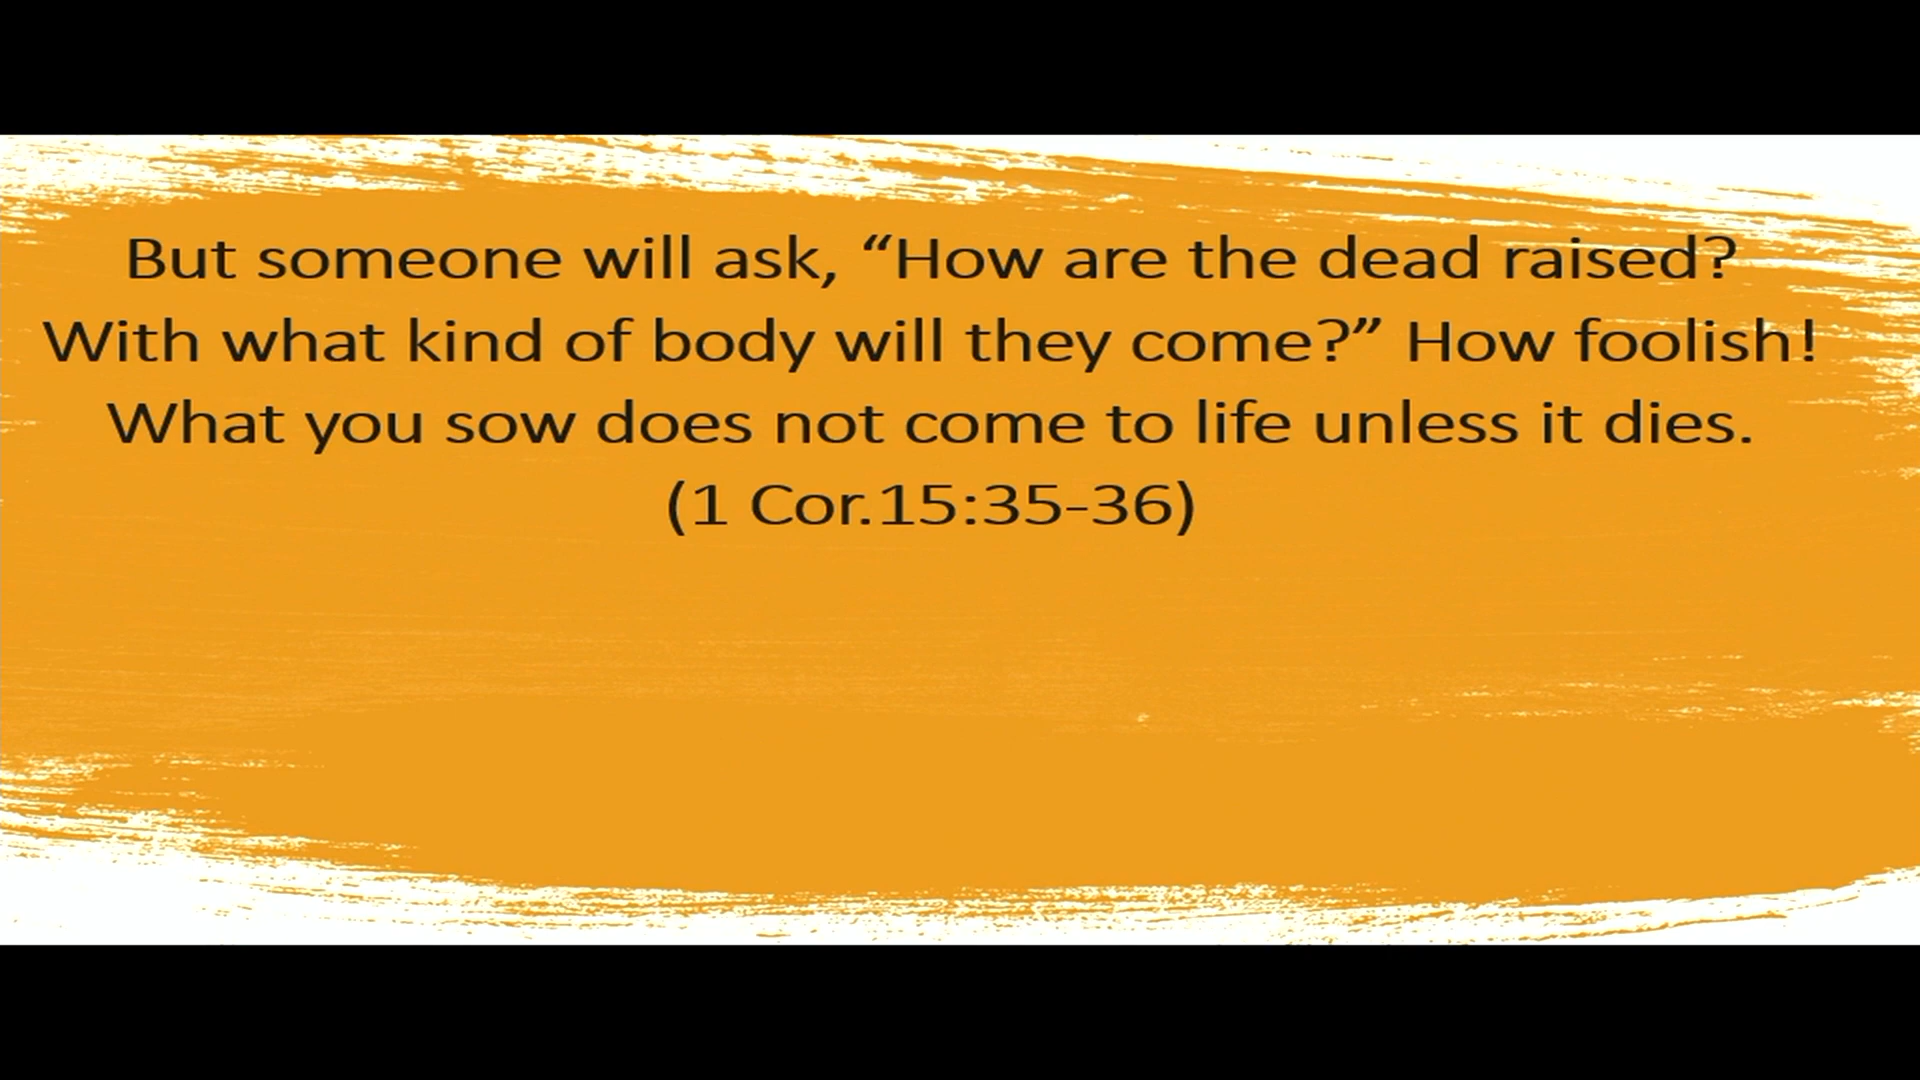 But someone will ask, “How are the dead raised?
With what kind of body will they come?” How foolish!
What you sow does not come to life unless it dies.
(1 Cor.15:35-36)